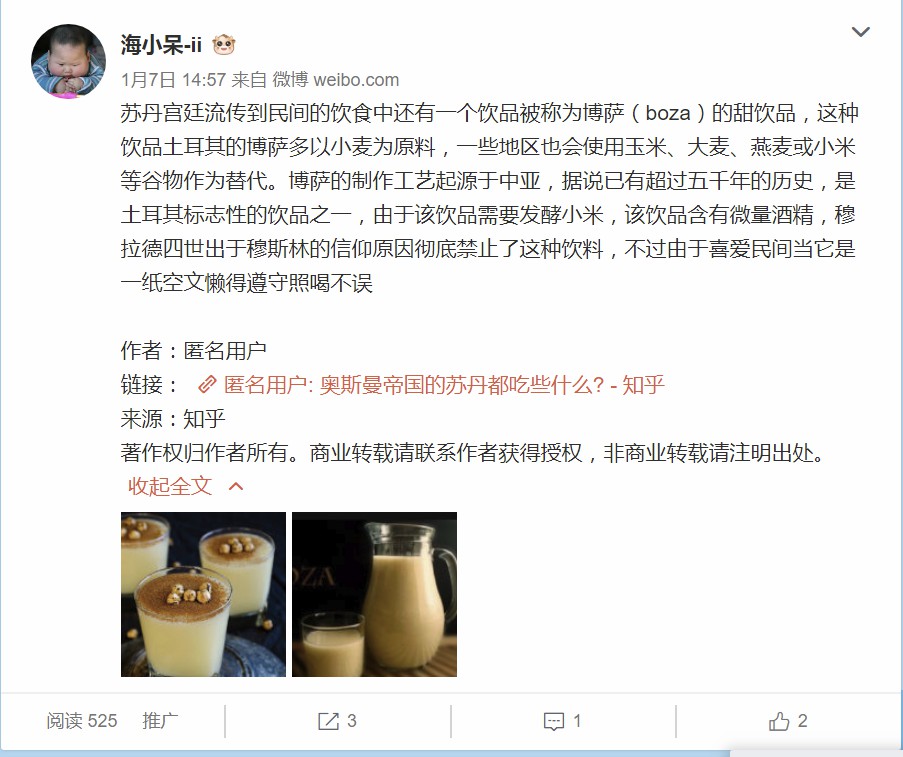 海小呆-ii
1月7日 14:57 来自 微博 weibo.com
苏丹宫廷流传到民间的饮食中还有一个饮品被称为博萨（boza）的甜饮品，这种
饮品土耳其的博萨多以小麦为原料，一些地区也会使用玉米、大麦、燕麦或小米
等谷物作为替代。博萨的制作工艺起源于中亚，据说已有超过五千年的历史，是
土耳其标志性的饮品之一，由于该饮品需要发酵小米，该饮品含有微量酒精，穆
拉德四世出于穆斯林的信仰原因彻底禁止了这种饮料，不过由于喜爱民间当它是
一纸空文懒得遵守照喝不误
作者：匿名用户
链接： 匿名用户: 奥斯曼帝国的苏丹都吃些什么? - 知乎
来源：知乎
著作权归作者所有。商业转载请联系作者获得授权，非商业转载请注明出处。
收起全文
OZA
阅读 525 推广 3 1 2